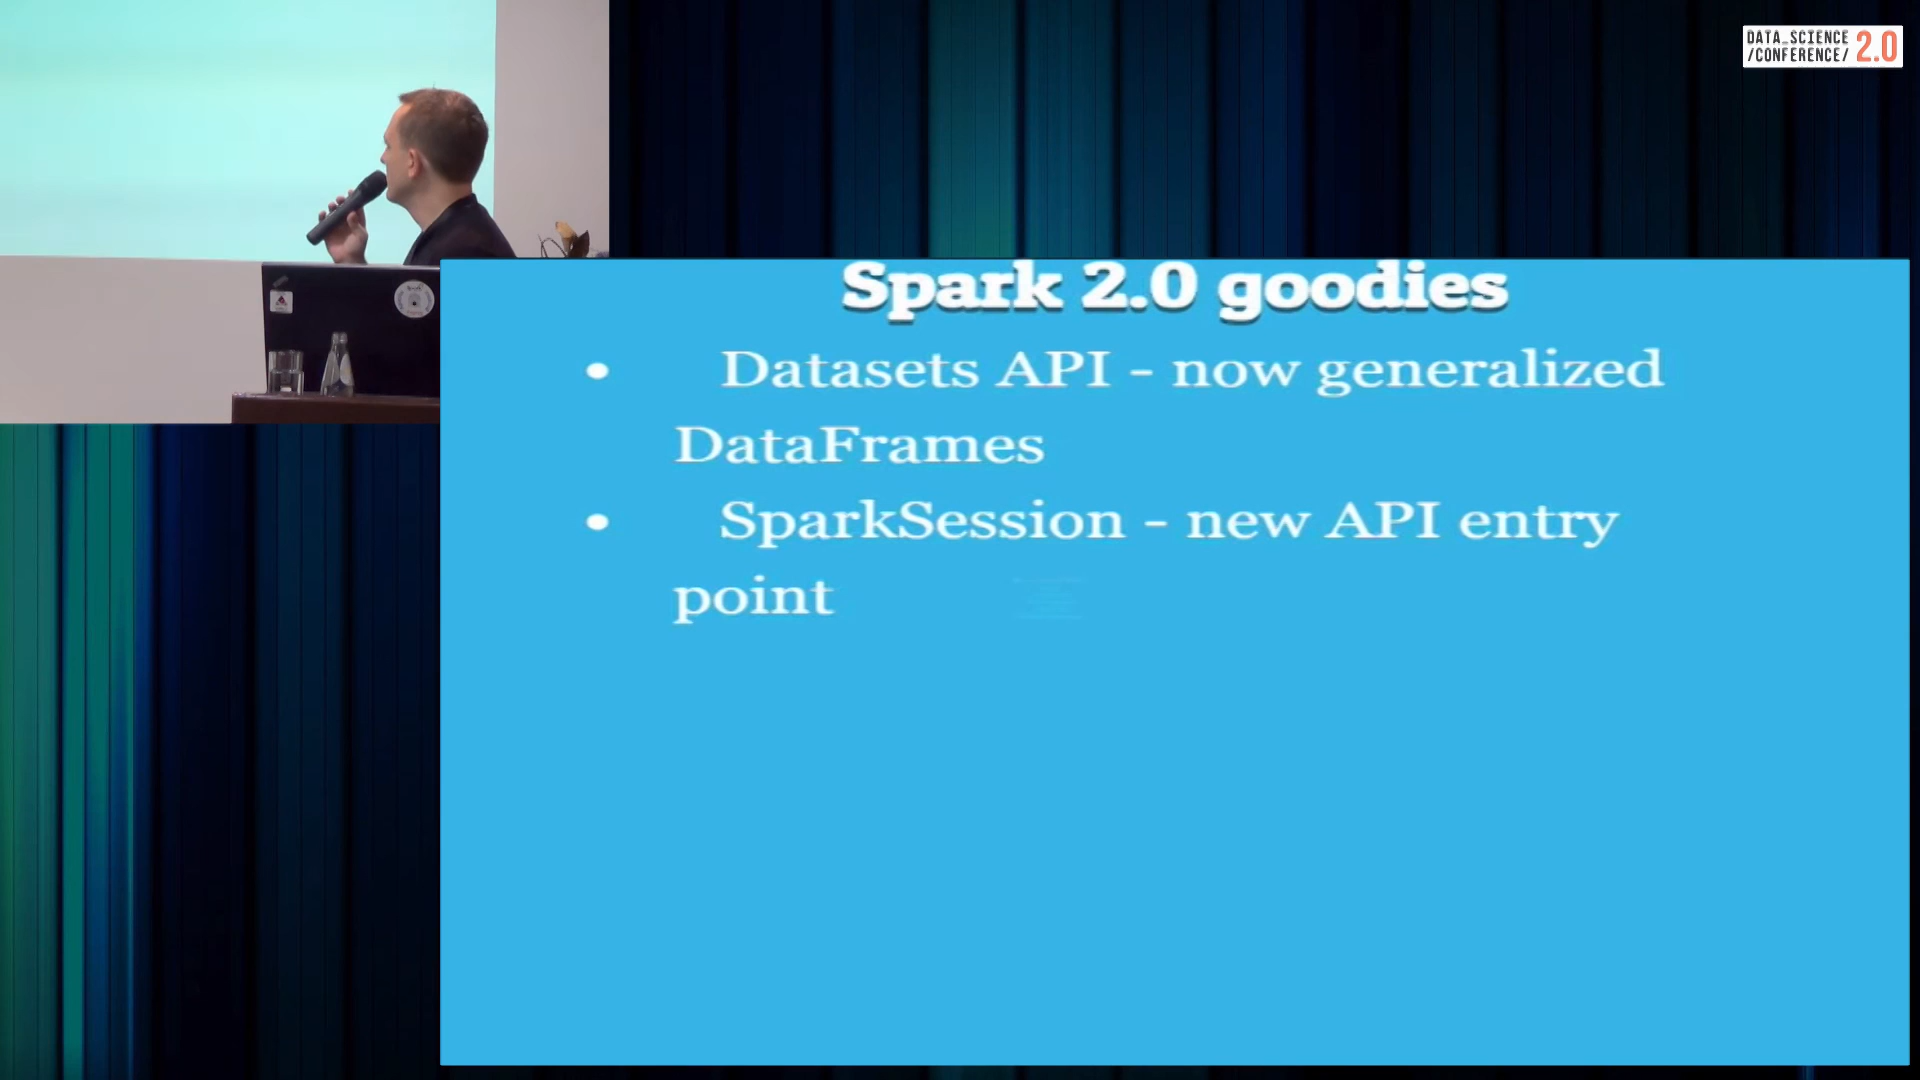 DATA_SCIENCE
/CONFERENCE/ 2.0
Spark 2.0 goodies
• Datasets API - now generalized
DataFrames
• SparkSession - new API entry
point